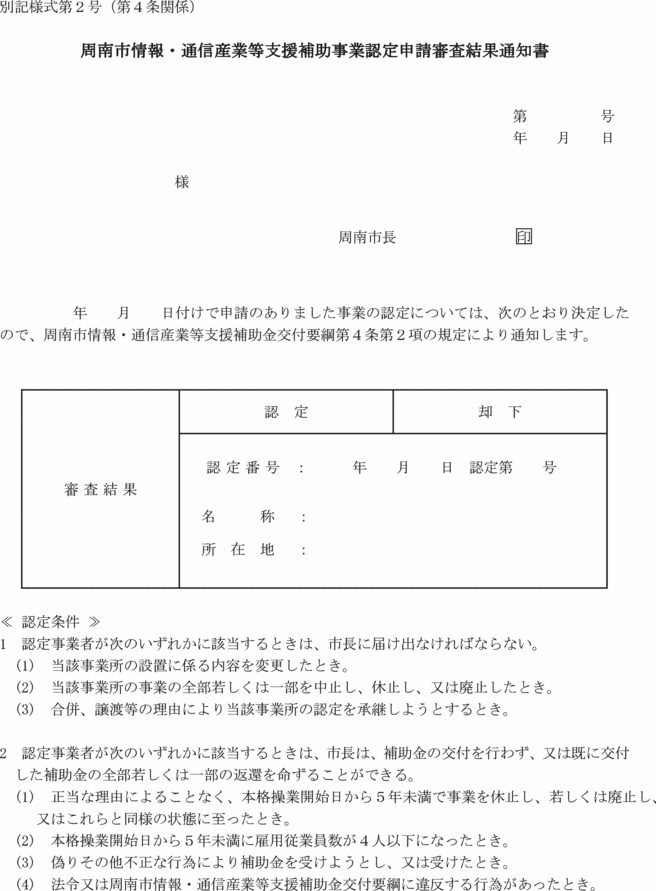 別記様式第２号（第４条関係）
周南市情報・通信産業等支援補助事業認定申請審査結果通知書
第　　　　　号
年　　月　　日
様
周南市長　　　　　　　　印
年　　月　　日付けで申請のありました事業の認定については、次のとおり決定した
ので、周南市情報・通信産業等支援補助金交付要綱第４条第２項の規定により通知します。
審査結果
認　定　　　　　　却　下
認定番号　：　　　年　　月　　日　認定第　　号
名　　　称　：
所　在　地　：
≪ 認定条件 ≫
1　認定事業者が次のいずれかに該当するときは、市長に届け出なければならない。
(1)　当該事業所の設置に係る内容を変更したとき。
(2)　当該事業所の事業の全部若しくは一部を中止し、休止し、又は廃止したとき。
(3)　合併、譲渡等の理由により当該事業所の認定を承継しようとするとき。
2　認定事業者が次のいずれかに該当するときは、市長は、補助金の交付を行わず、又は既に交付
した補助金の全部若しくは一部の返還を命ずることができる。
(1)　正当な理由によることなく、本格操業開始日から５年未満で事業を休止し、若しくは廃止し、
又はこれらと同様の状態に至ったとき。
(2)　本格操業開始日から５年未満に雇用従業員数が４人以下になったとき。
(3)　偽りその他不正な行為により補助金を受けようとし、又は受けたとき。
(4)　法令又は周南市情報・通信産業等支援補助金交付要綱に違反する行為があったとき。